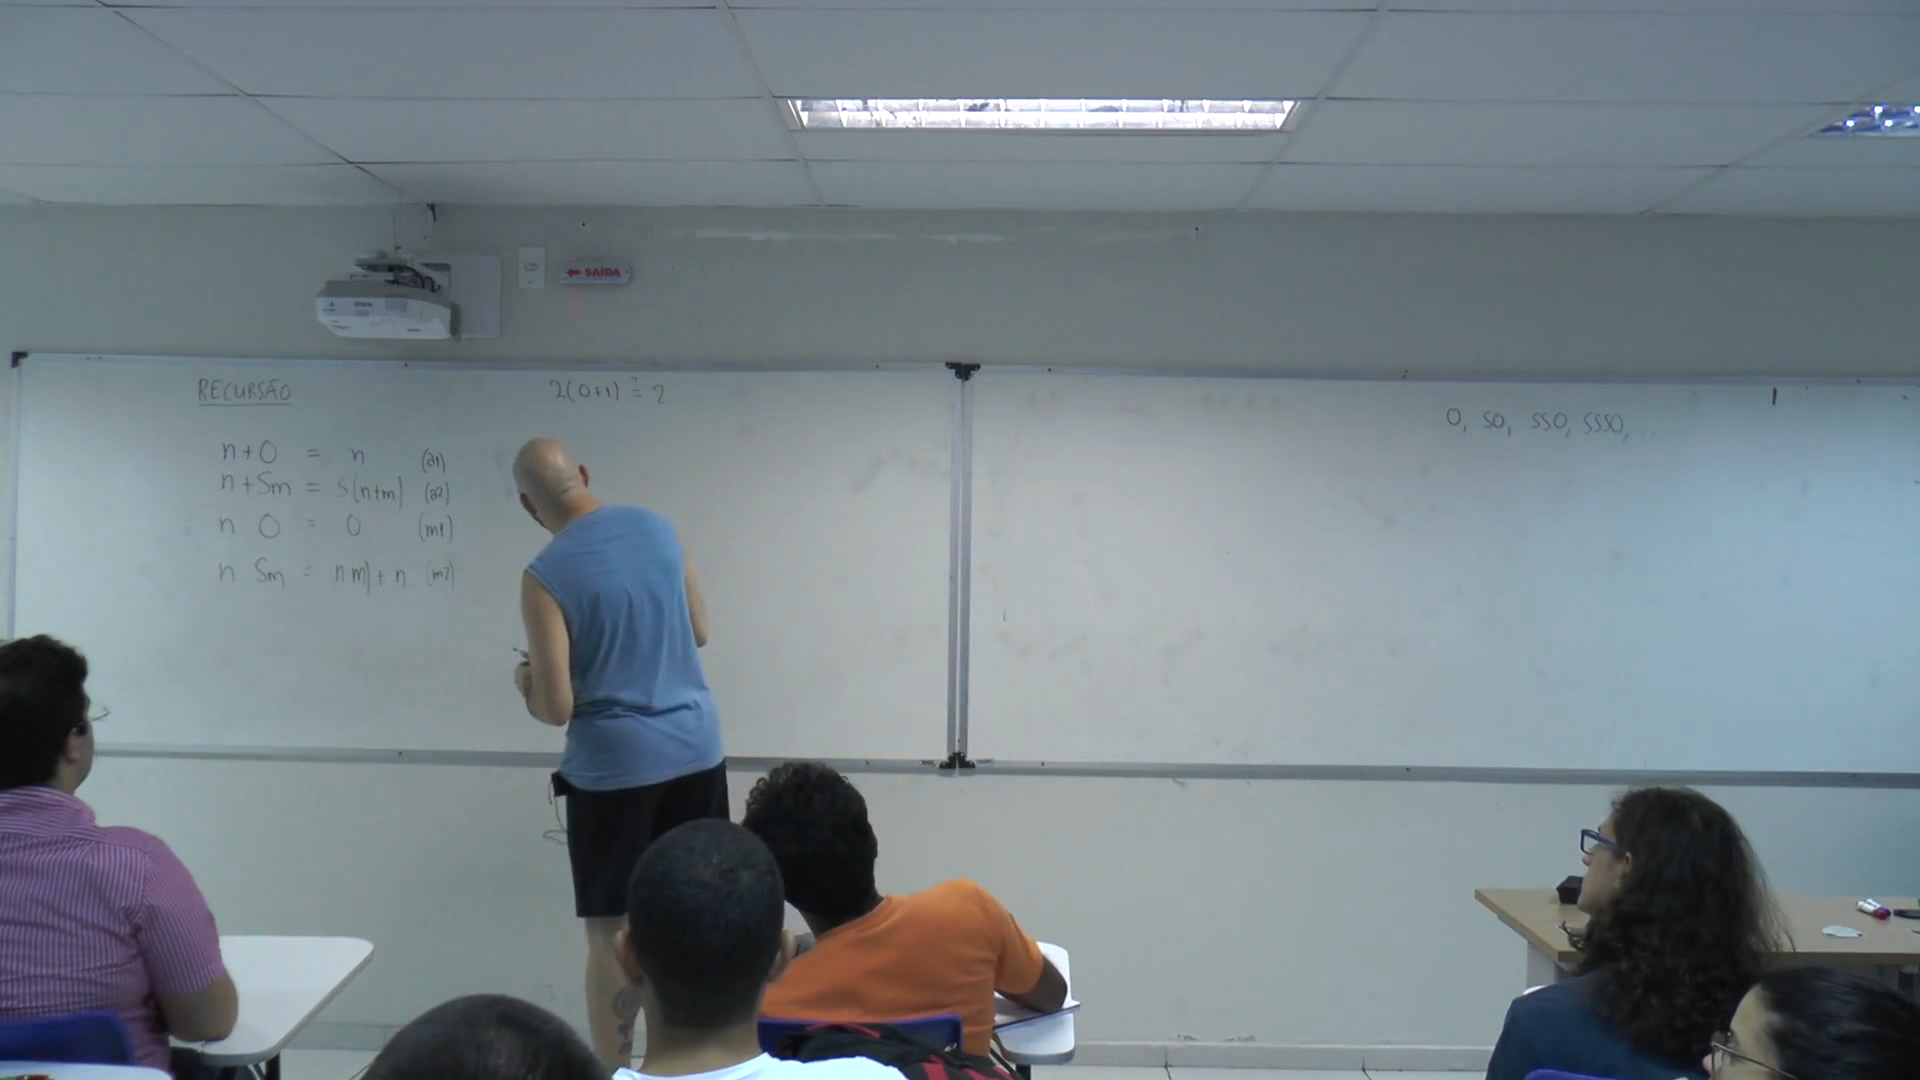 ← SAÍDA
EPSON
RECURSÃO
2(0+1) ≟ 2
n+0 = n (a1)
n+Sm = S(n+m) (a2)
n 0 = 0 (m1)
n Sm = n m)+ n (m2)
0, S0, SS0, SSS0, ...